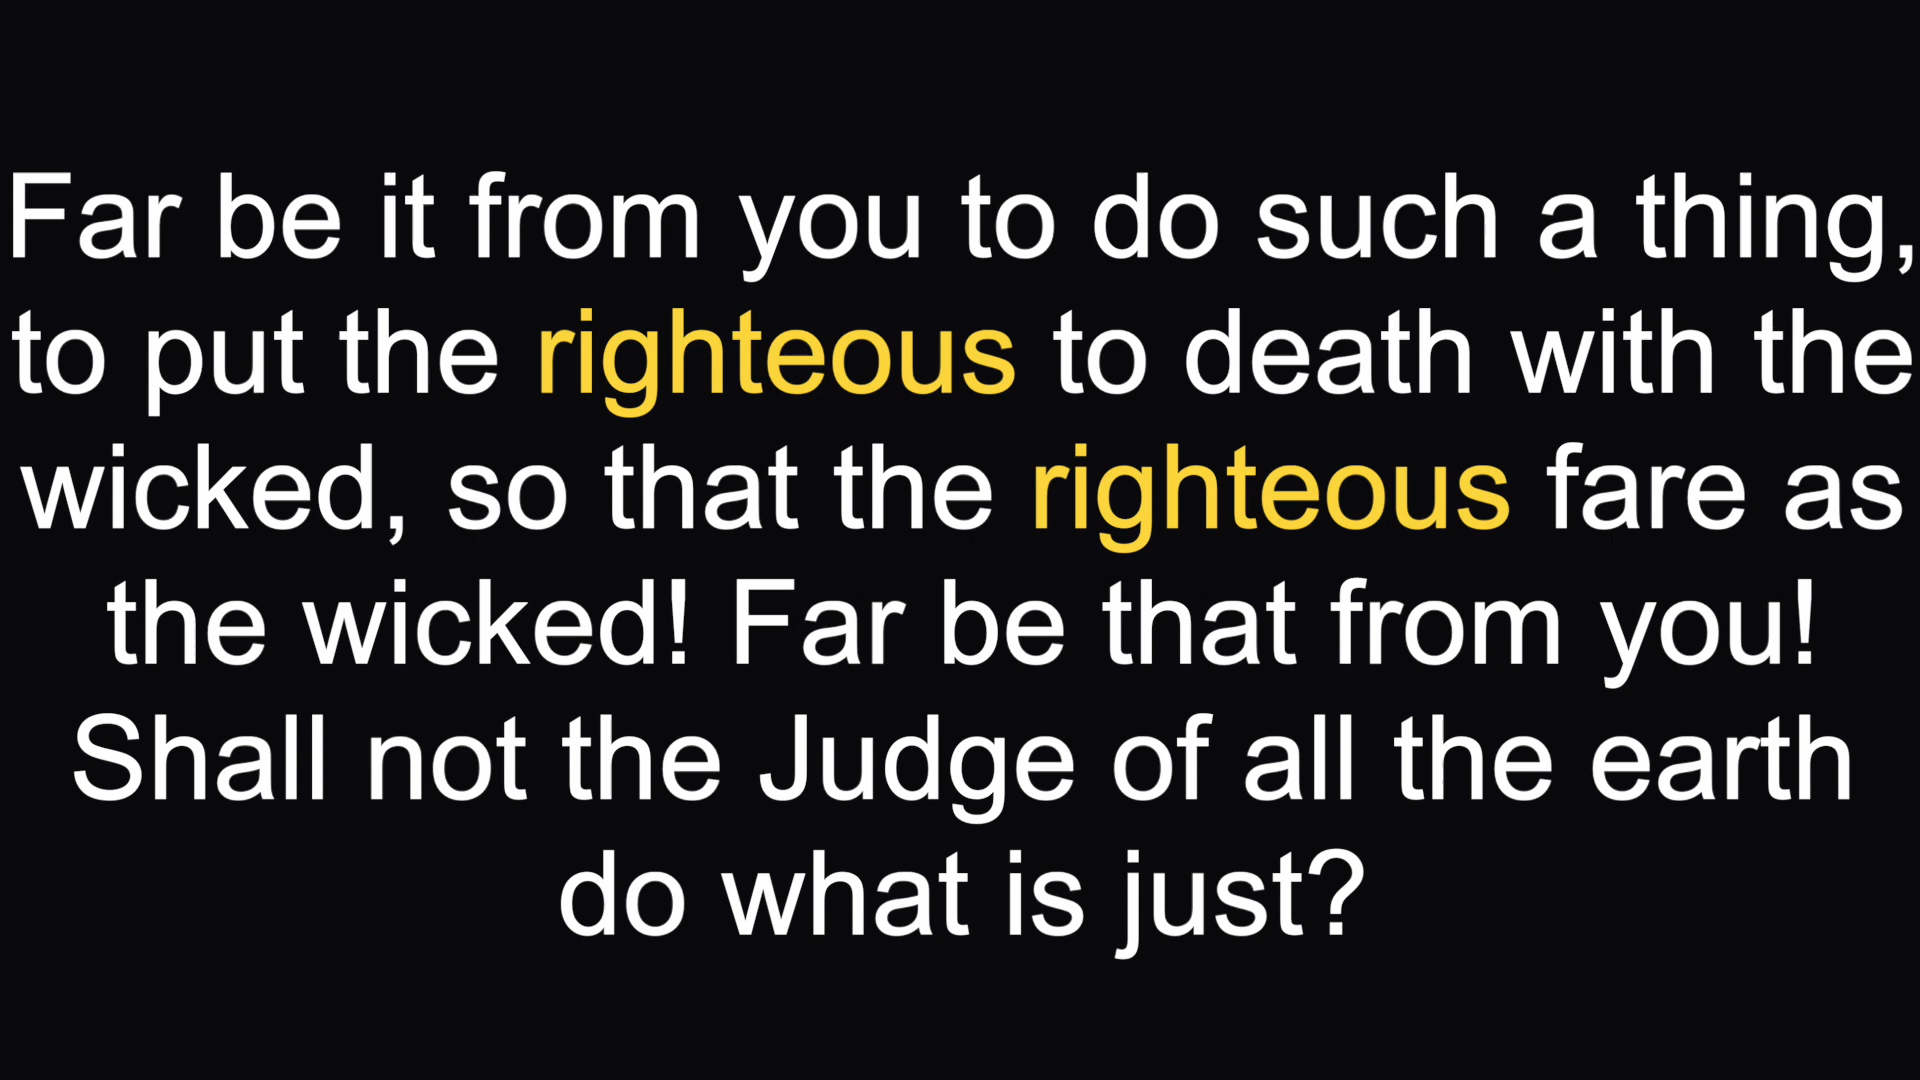 Far be it from you to do such a thing,
to put the righteous to death with the
wicked, so that the righteous fare as
the wicked! Far be that from you!
Shall not the Judge of all the earth
do what is just?